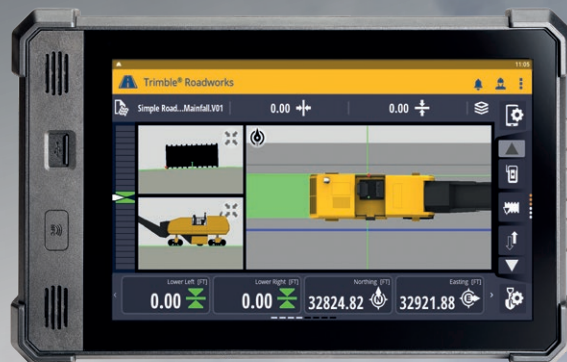 11:05
Trimble® Roadworks
Simple Road...Mainfall.V01
0.00
0.00
Lower Left [FT]
0.00
Lower Right [FT]
0.00
Northing [FT]
32824.82
Easting [FT]
32921.88